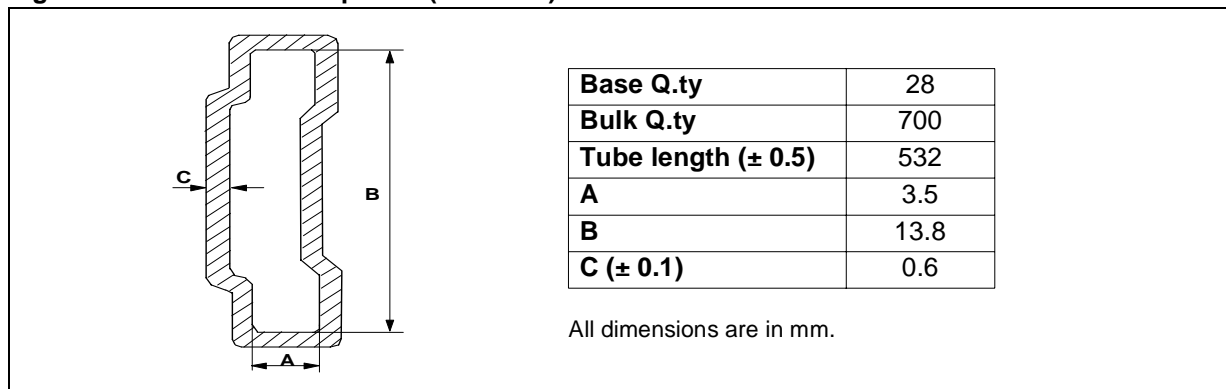 C
B
A
Base Q.ty 28
Bulk Q.ty 700
Tube length (± 0.5) 532
A 3.5
B 13.8
C (± 0.1) 0.6
All dimensions are in mm.